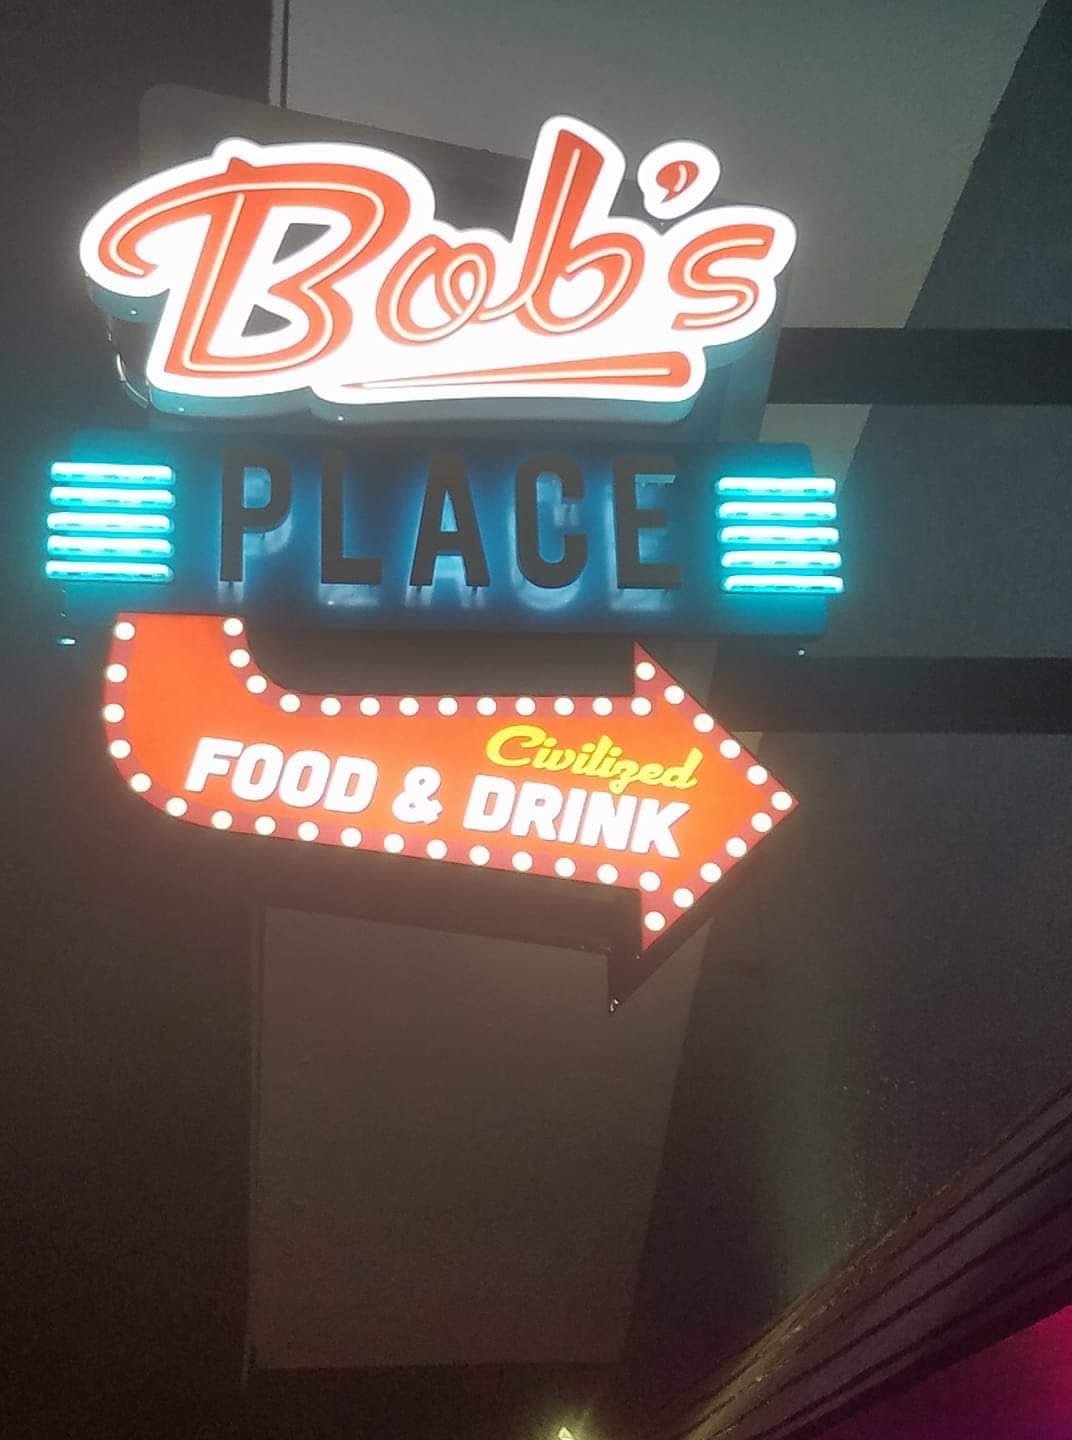 Bob's
PLACE
Civilized
FOOD & DRINK